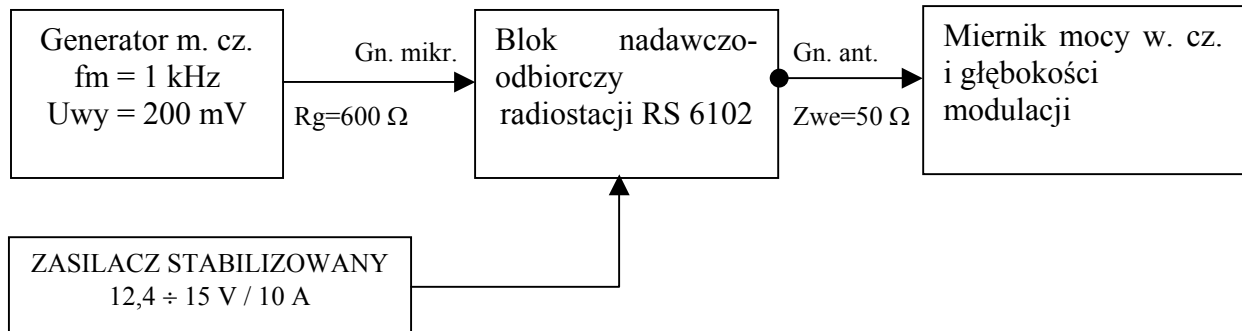 Generator m. cz.
fm = 1 kHz
Uwy = 200 mV
Gn. mikr.
Rg=600 Ω
Blok nadawczo-
odbiorczy
radiostacji RS 6102
Gn. ant.
Zwe=50 Ω
Miernik mocy w. cz.
i głębokości
modulacji
ZASILACZ STABILIZOWANY
12,4 ÷ 15 V / 10 A